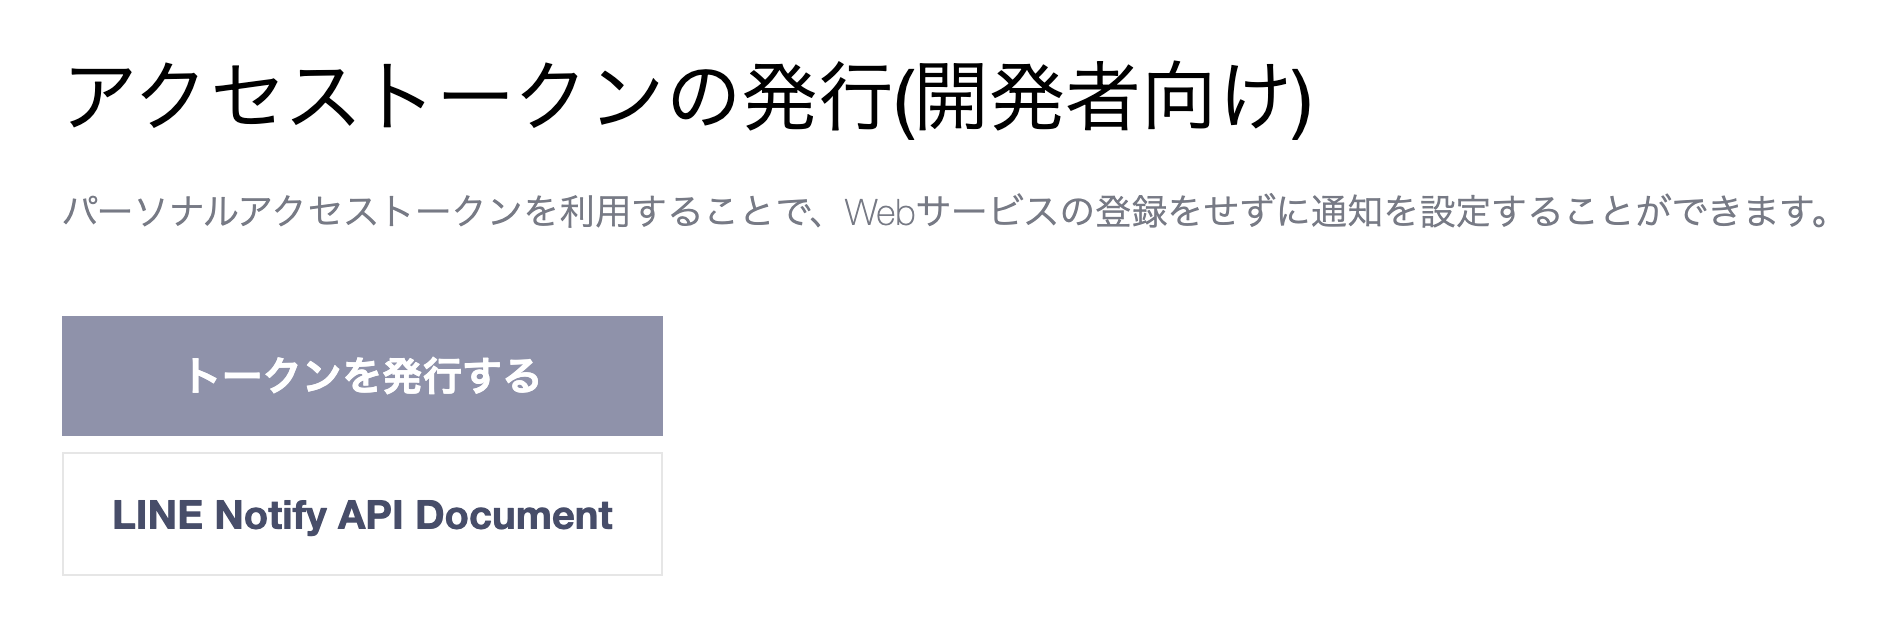 アクセストークンの発行(開発者向け)
パーソナルアクセストークンを利用することで、Webサービスの登録をせずに通知を設定することができます。
トークンを発行する
LINE Notify API Document